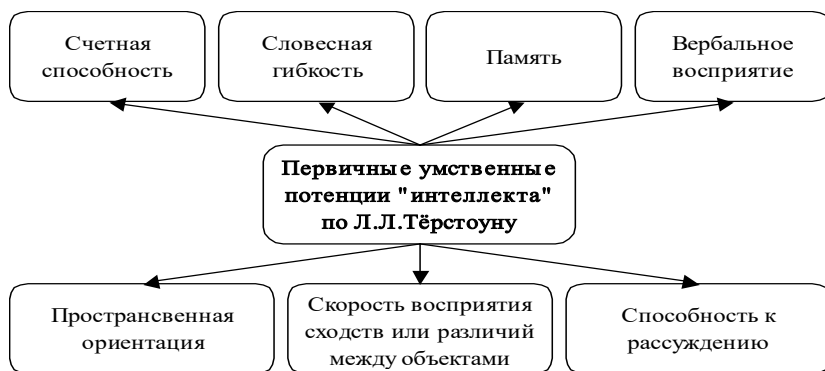 Счетная
способность
Словесная
гибкость
Память
Вербальное
восприятие
Первичные умственные
потенции "интеллекта"
по Л.Л.Тёрстоуну
Пространсвенная
ориентация
Скорость восприятия
сходств или различий
между объектами
Способность к
рассуждению